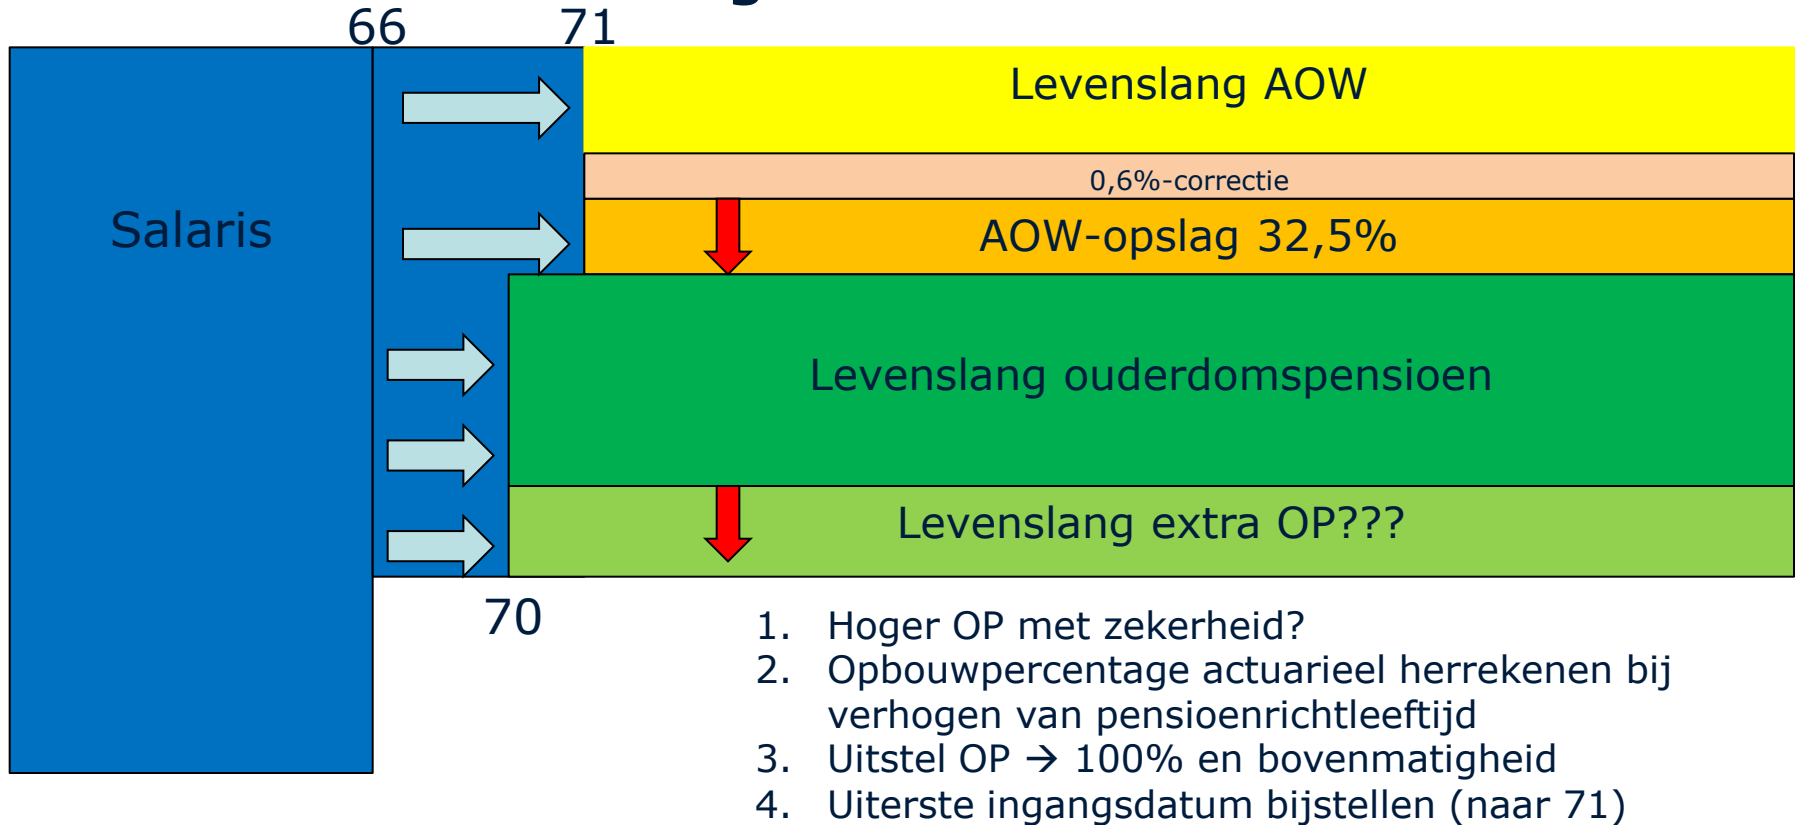 66
71
Levenslang AOW
0,6%-correctie
Salaris
AOW-opslag 32,5%
Levenslang ouderdomspensioen
Levenslang extra OP???
70
1. Hoger OP met zekerheid?
2. Opbouwpercentage actuarieel herrekenen bij
verhogen van pensioenrichtleeftijd
3. Uitstel OP → 100% en bovenmatigheid
4. Uiterste ingangsdatum bijstellen (naar 71)